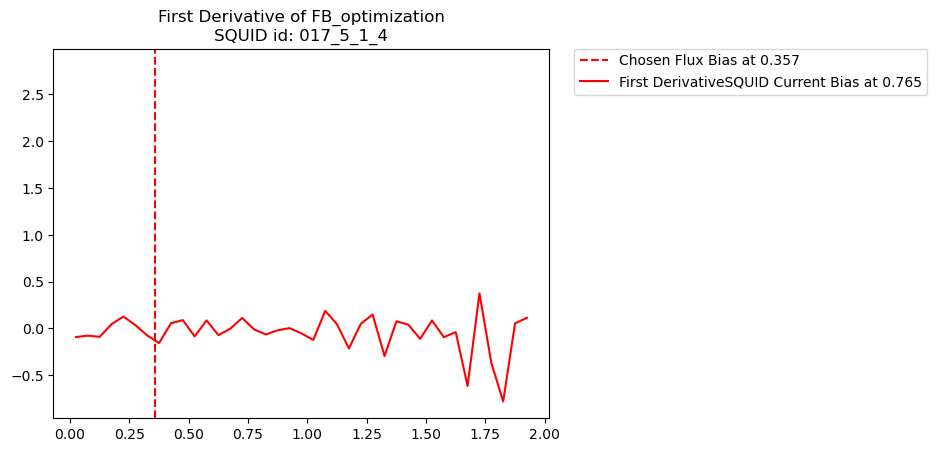 First Derivative of FB_optimization
SQUID id: 017_5_1_4
Chosen Flux Bias at 0.357
First DerivativeSQUID Current Bias at 0.765
2.5
2.0
1.5
1.0
0.5
0.0
−0.5
0.00 0.25 0.50 0.75 1.00 1.25 1.50 1.75 2.00